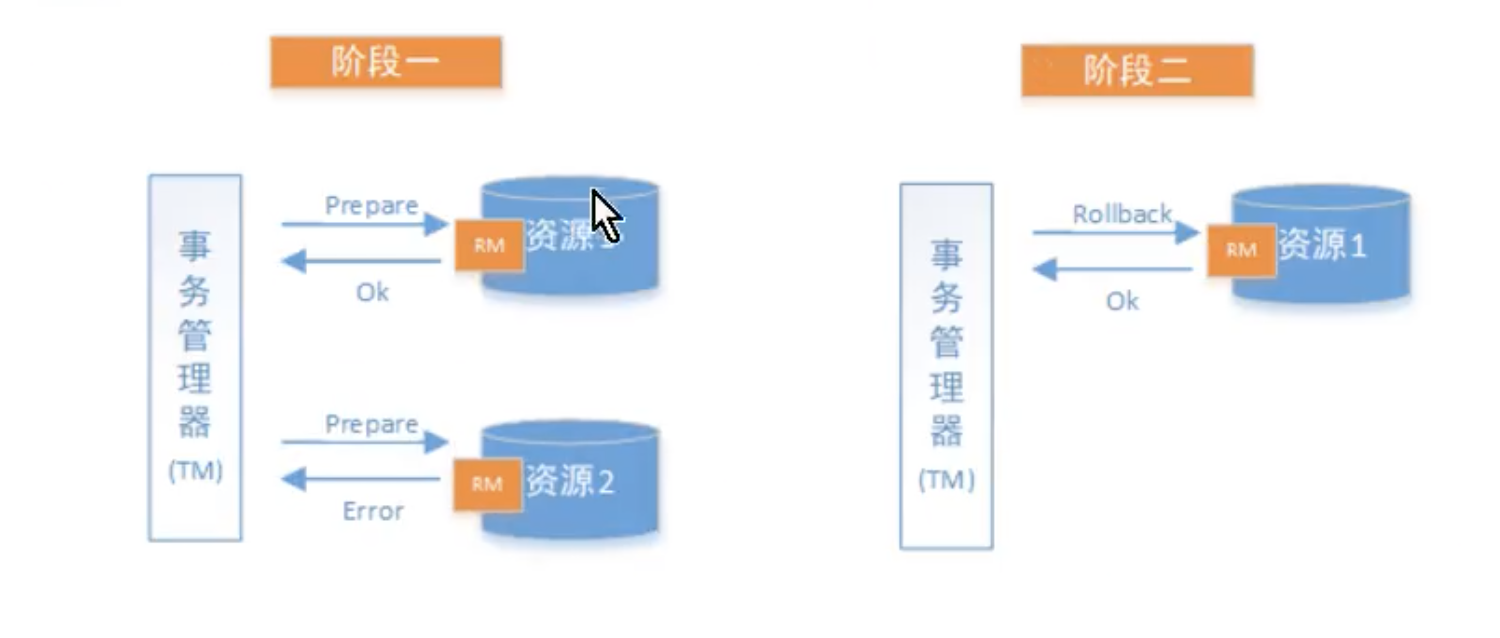 阶段一
阶段二
事务管理器
(TM)
Prepare
Ok
RM
资源
Prepare
Error
RM
资源2
事务管理器
(TM)
Rollback
Ok
RM
资源1